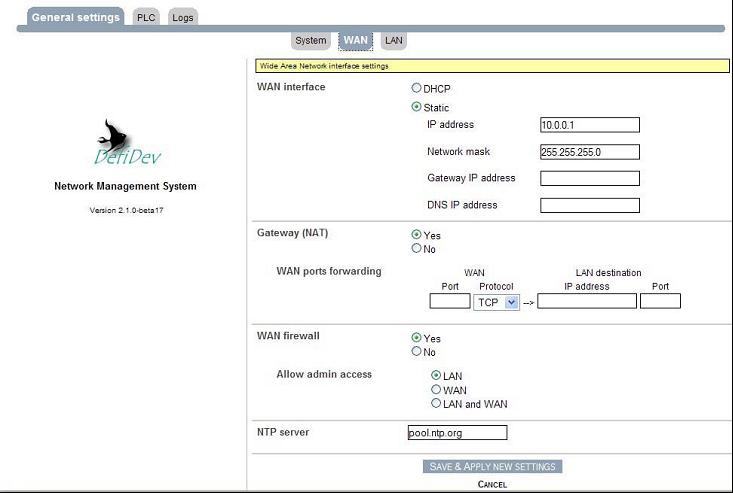 General settings PLC Logs
System WAN LAN
Wide Area Network interface settings
DefiDev
Network Management System
Version 2.1.0-beta17
WAN interface DHCP
Static
IP address 10.0.0.1
Network mask 255.255.255.0
Gateway IP address
DNS IP address
Gateway (NAT) Yes
No
WAN ports forwarding WAN LAN destination
Port Protocol IP address Port
TCP -->
WAN firewall Yes
No
Allow admin access LAN
WAN
LAN and WAN
NTP server pool.ntp.org
SAVE & APPLY NEW SETTINGS
CANCEL